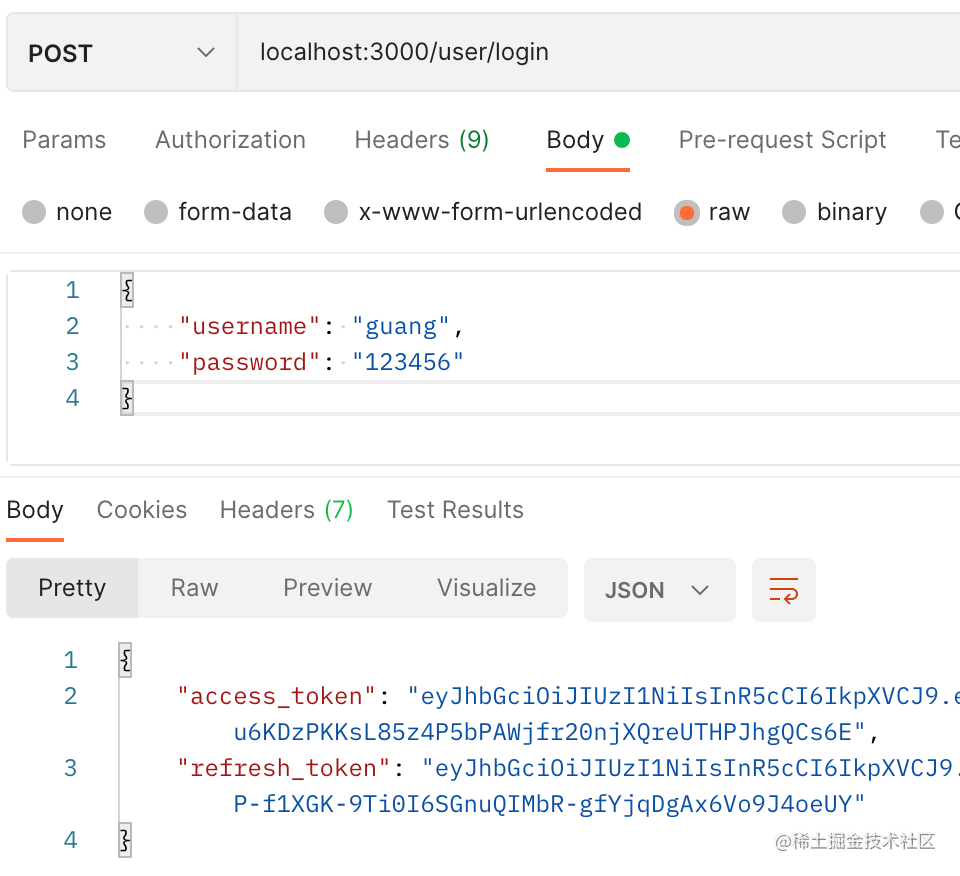 POST localhost:3000/user/login
Params Authorization Headers (9) Body Pre-request Script Te
none form-data x-www-form-urlencoded raw binary
1 {
2 "username": "guang",
3 "password": "123456"
4 }
Body Cookies Headers (7) Test Results
Pretty Raw Preview Visualize JSON
1 {
2 "access_token": "eyJhbGciOiJIUzI1NiIsInR5cCI6IkpXVCJ9.e
u6KDzPKKsL85z4P5bPAWjfr20njXQreUTHPJhgQCs6E",
3 "refresh_token": "eyJhbGciOiJIUzI1NiIsInR5cCI6IkpXVCJ9.
P-f1XGK-9Ti0I6SGnuQIMbR-gfYjqDgAx6Vo9J4oeUY"
4 }
@稀土掘金技术社区